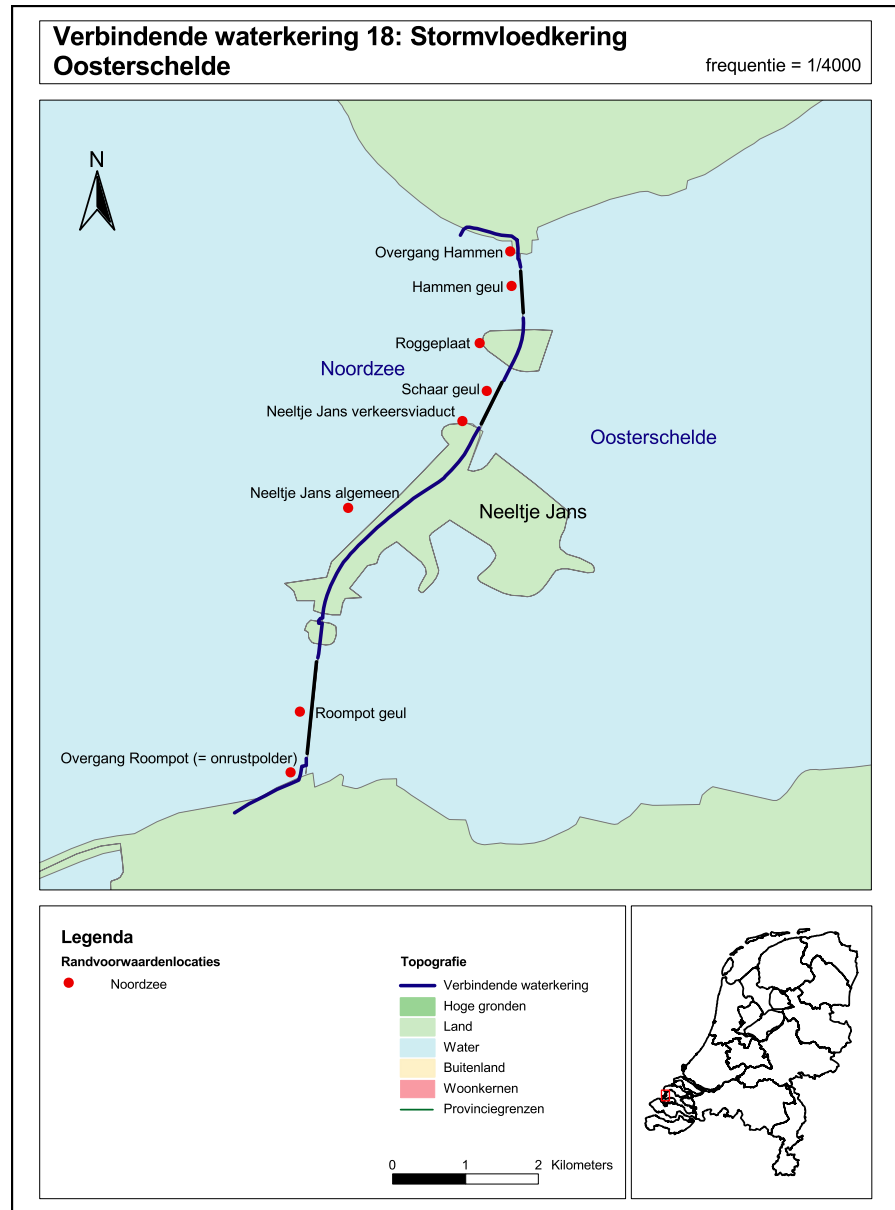 Verbindende waterkering 18: Stormvloedkering
Oosterschelde
frequentie = 1/4000
N
Overgang Hammen
Hammen geul
Roggeplaat
Noordzee
Schaar geul
Neeltje Jans verkeersviaduct
Oosterschelde
Neeltje Jans algemeen
Neeltje Jans
Roompot geul
Overgang Roompot (= onrustpolder)
Legenda
Randvoorwaardenlocaties
Noordzee
Topografie
Verbindende waterkering
Hoge gronden
Land
Water
Buitenland
Woonkernen
Provinciegrenzen
0 1 2 Kilometers